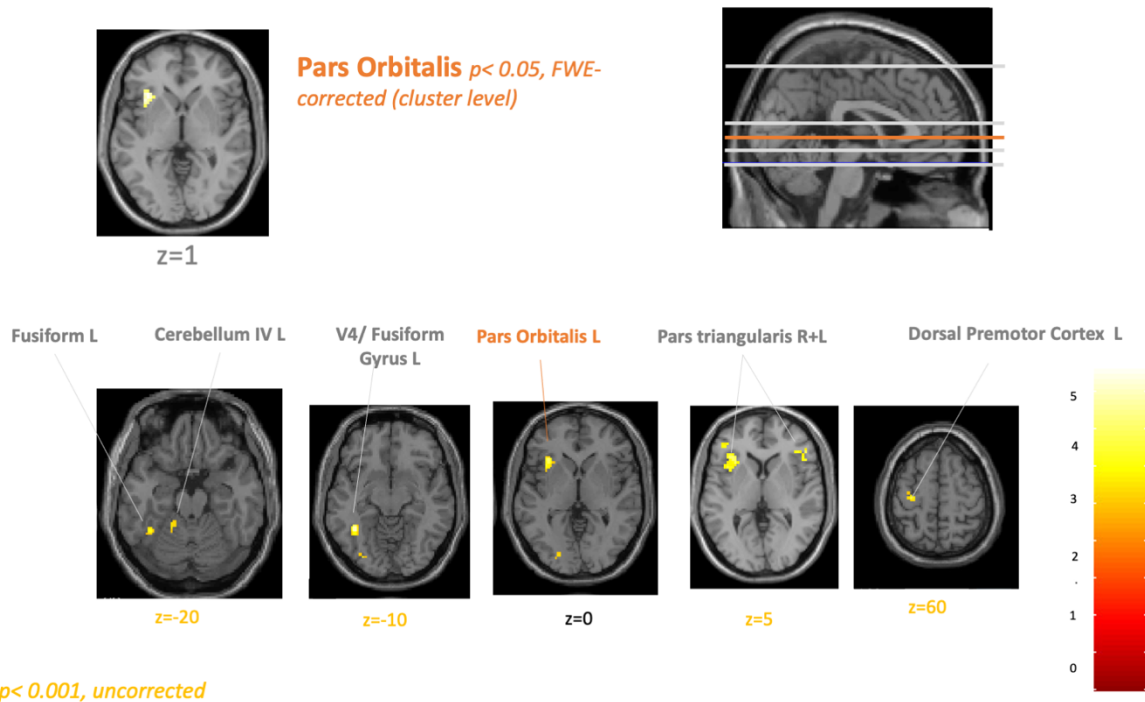 Pars Orbitalis p< 0.05, FWE-
corrected (cluster level)
z=1
Fusiform L
Cerebellum IV L
V4/ Fusiform
Gyrus L
Pars Orbitalis L
Pars triangularis R+L
Dorsal Premotor Cortex L
5
4
3
2
1
0
z=-20
z=-10
z=0
z=5
z=60
p< 0.001, uncorrected